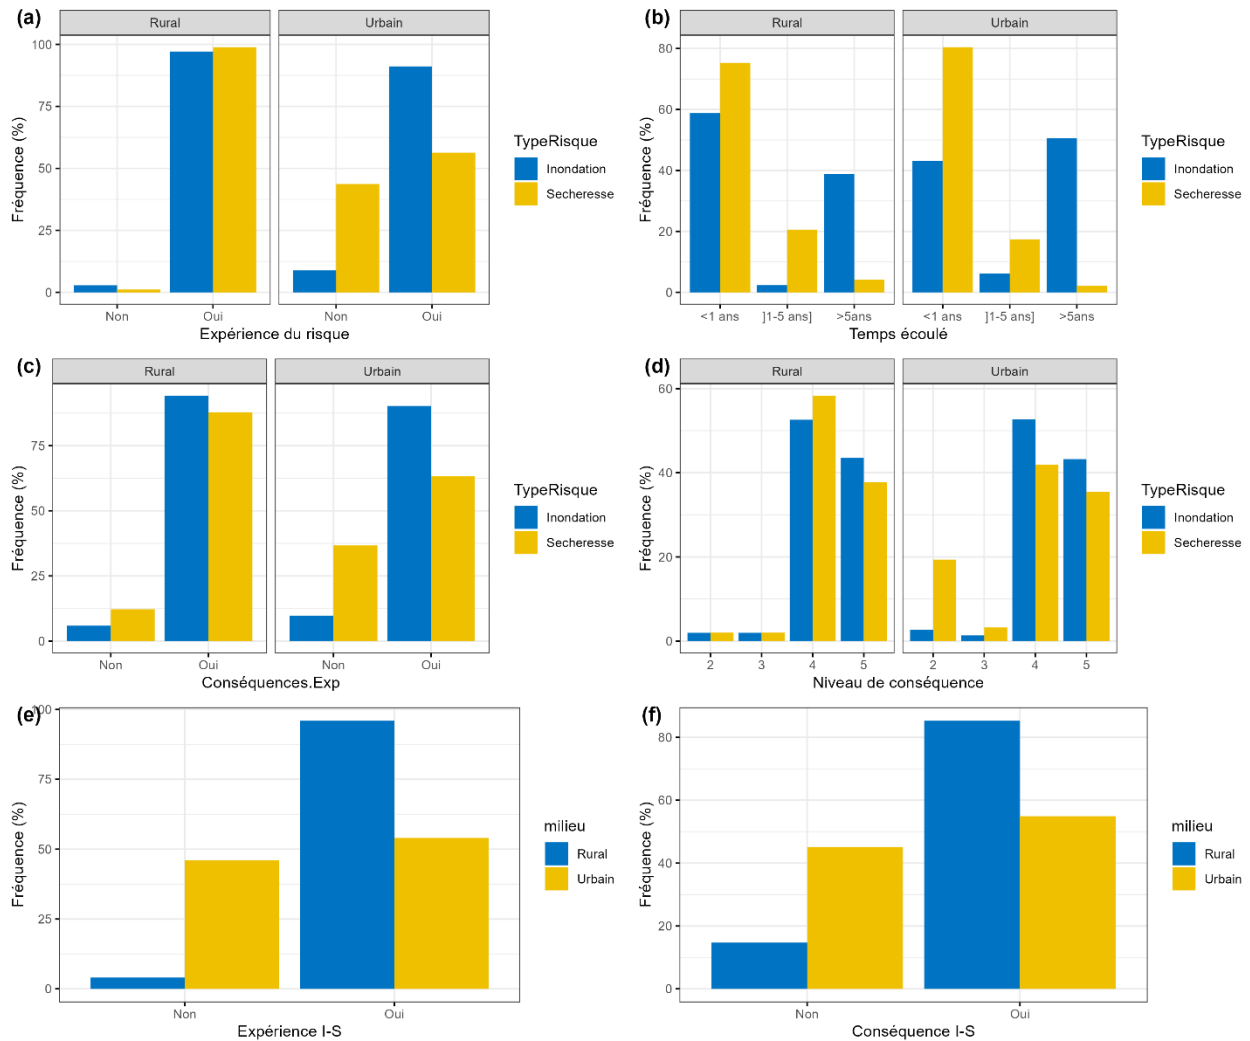 (a)
Rural
Urbain
100
75
50
25
0
Fréquence (%)
Non
Oui
Non
Oui
Expérience du risque
TypeRisque
Inondation
Secheresse
(b)
Rural
Urbain
80
60
40
20
0
Fréquence (%)
<1 ans
]1-5 ans]
>5ans
<1 ans
]1-5 ans]
>5ans
Temps écoulé
TypeRisque
Inondation
Secheresse
(c)
Rural
Urbain
75
50
25
0
Fréquence (%)
Non
Oui
Non
Oui
Conséquences.Exp
TypeRisque
Inondation
Secheresse
(d)
Rural
Urbain
60
40
20
0
Fréquence (%)
2
3
4
5
2
3
4
5
Niveau de conséquence
TypeRisque
Inondation
Secheresse
(e)
100
75
50
25
0
Fréquence (%)
Non
Oui
Expérience I-S
milieu
Rural
Urbain
(f)
80
60
40
20
0
Fréquence (%)
Non
Oui
Conséquence I-S
milieu
Rural
Urbain